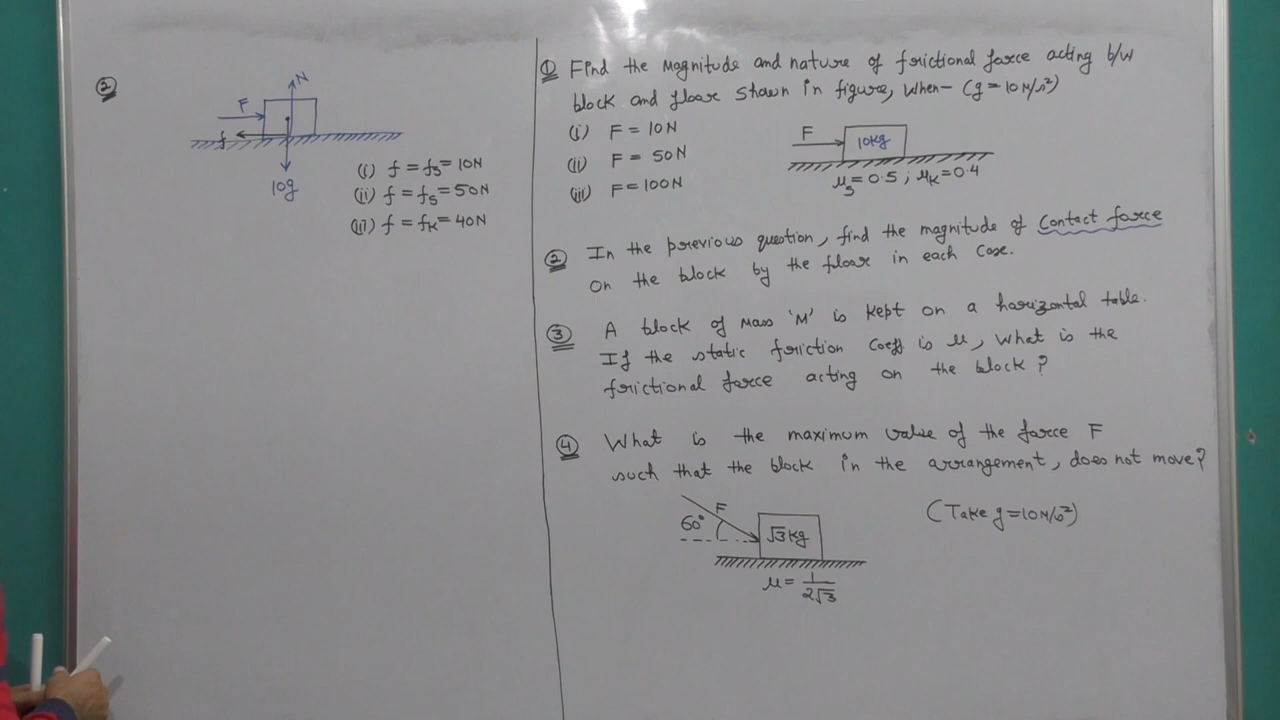 ②
N
F
f
10g
(i) f = fs = 10N
(ii) f = fs = 50N
(iii) f = fk = 40N
① Find the Magnitude and nature of frictional force acting b/w
block and floor shown in figure, when- (g = 10 M/s²)
(i) F = 10N
(ii) F = 50N
(iii) F = 100N
F
10kg
μs = 0.5 ; μk = 0.4
② In the previous question, find the magnitude of Contact force
on the block by the floor in each case.
③ A block of mass 'M' is kept on a horizontal table.
If the static friction Coeff is μ, what is the
frictional force acting on the block?
④ What is the maximum value of the force F
such that the block in the arrangement, does not move?
(Take g = 10 M/s²)
F
60°
√3 kg
μ = 1/2√3